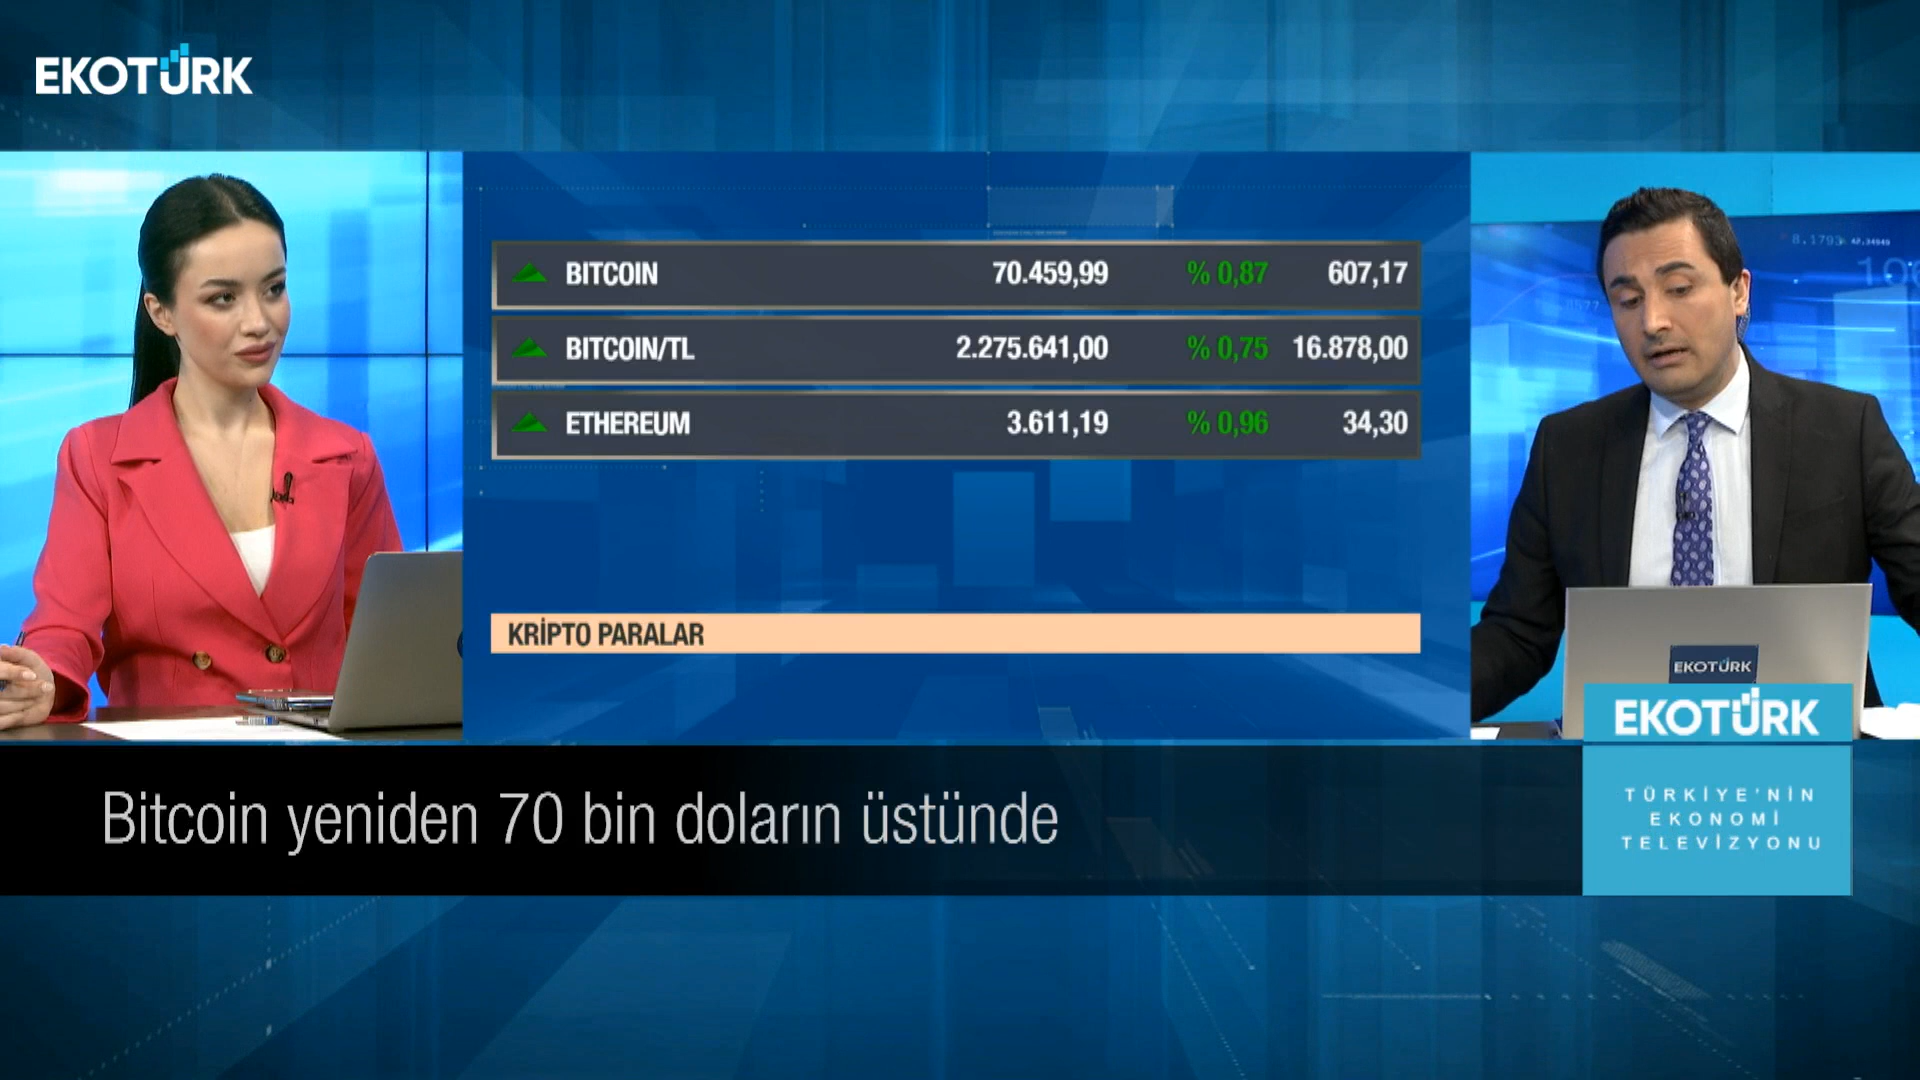 EKOTÜRK
BITCOIN 70.459,99 % 0,87 607,17
BITCOIN/TL 2.275.641,00 % 0,75 16.878,00
ETHEREUM 3.611,19 % 0,96 34,30
KRİPTO PARALAR
8.1793
EKOTÜRK
EKOTÜRK
Bitcoin yeniden 70 bin doların üstünde
TÜRKİYE'NİN
EKONOMİ
TELEVİZYONU